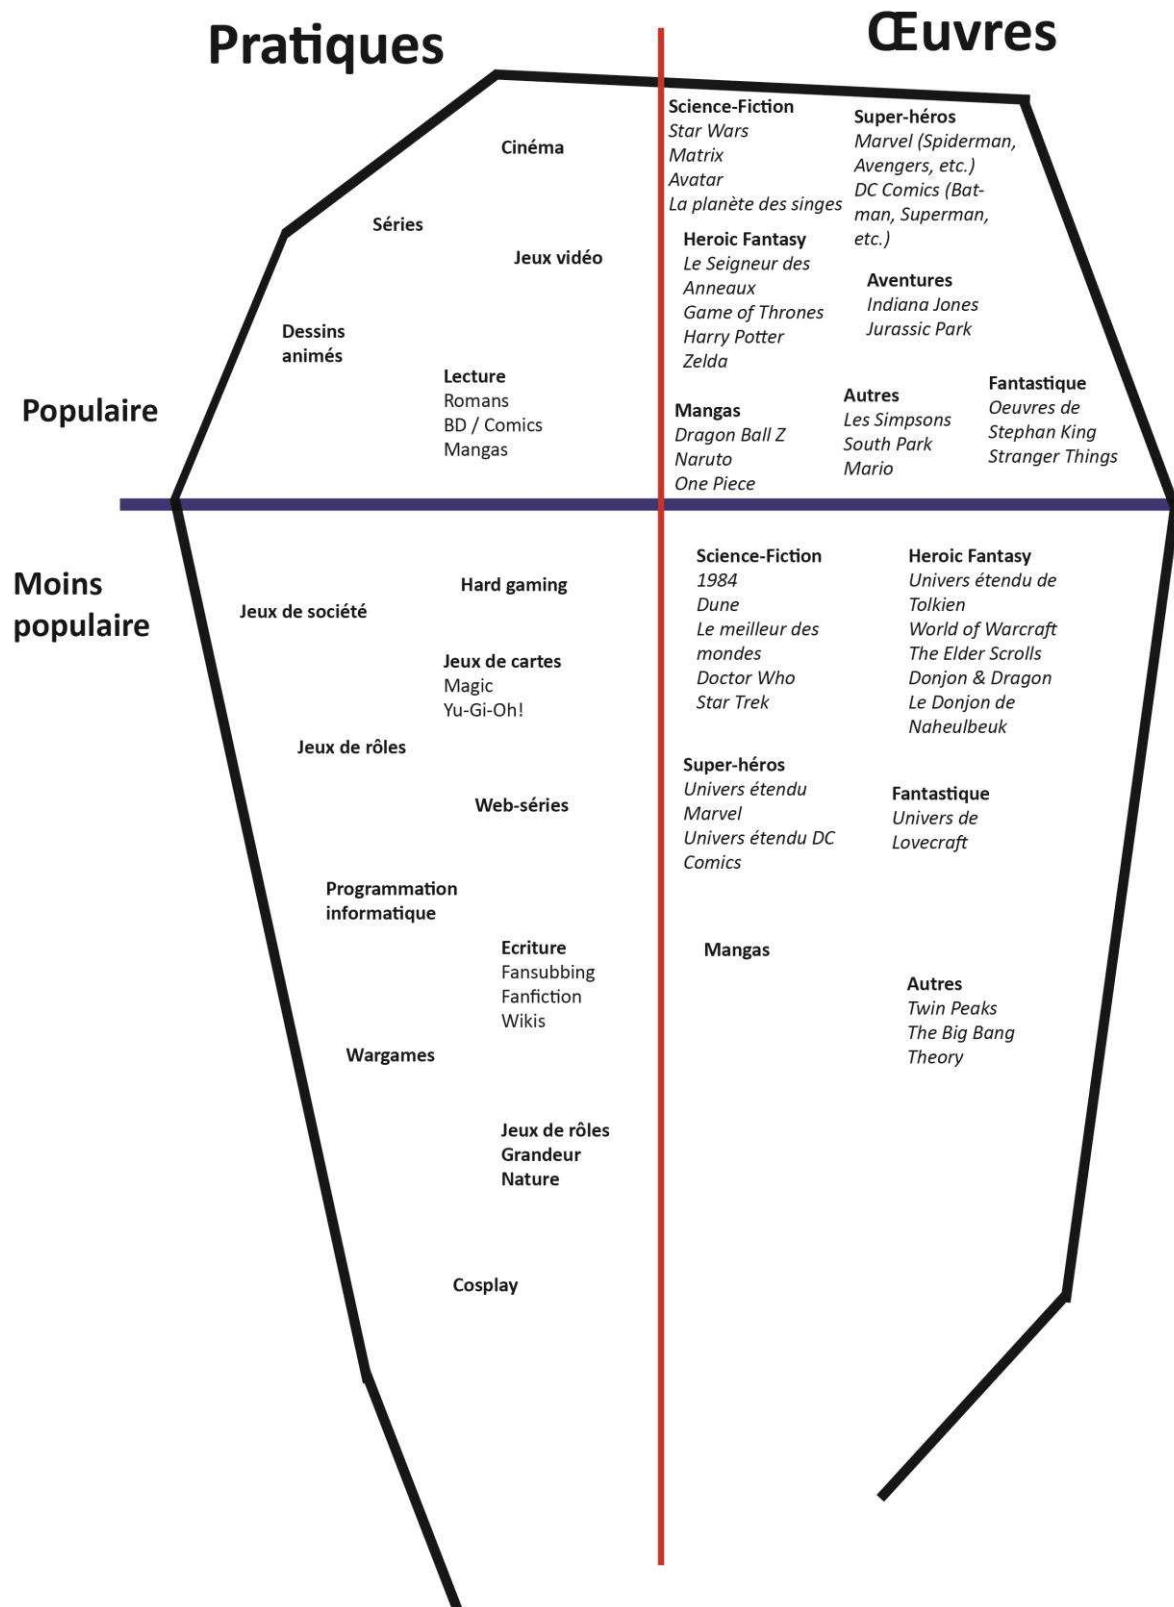 Pratiques
Œuvres
Cinéma
Séries
Jeux vidéo
Dessins
animés
Lecture
Romans
BD / Comics
Mangas
Populaire
Science-Fiction
Star Wars
Matrix
Avatar
La planète des singes
Super-héros
Marvel (Spiderman,
Avengers, etc.)
DC Comics (Bat-
man, Superman,
etc.)
Heroic Fantasy
Le Seigneur des
Anneaux
Game of Thrones
Harry Potter
Zelda
Aventures
Indiana Jones
Jurassic Park
Mangas
Dragon Ball Z
Naruto
One Piece
Autres
Les Simpsons
South Park
Mario
Fantastique
Oeuvres de
Stephan King
Stranger Things
Moins
populaire
Hard gaming
Jeux de société
Jeux de cartes
Magic
Yu-Gi-Oh!
Jeux de rôles
Web-séries
Programmation
informatique
Ecriture
Fansubbing
Fanfiction
Wikis
Wargames
Jeux de rôles
Grandeur
Nature
Cosplay
Science-Fiction
1984
Dune
Le meilleur des
mondes
Doctor Who
Star Trek
Heroic Fantasy
Univers étendu de
Tolkien
World of Warcraft
The Elder Scrolls
Donjon & Dragon
Le Donjon de
Naheulbeuk
Super-héros
Univers étendu
Marvel
Univers étendu DC
Comics
Fantastique
Univers de
Lovecraft
Mangas
Autres
Twin Peaks
The Big Bang
Theory